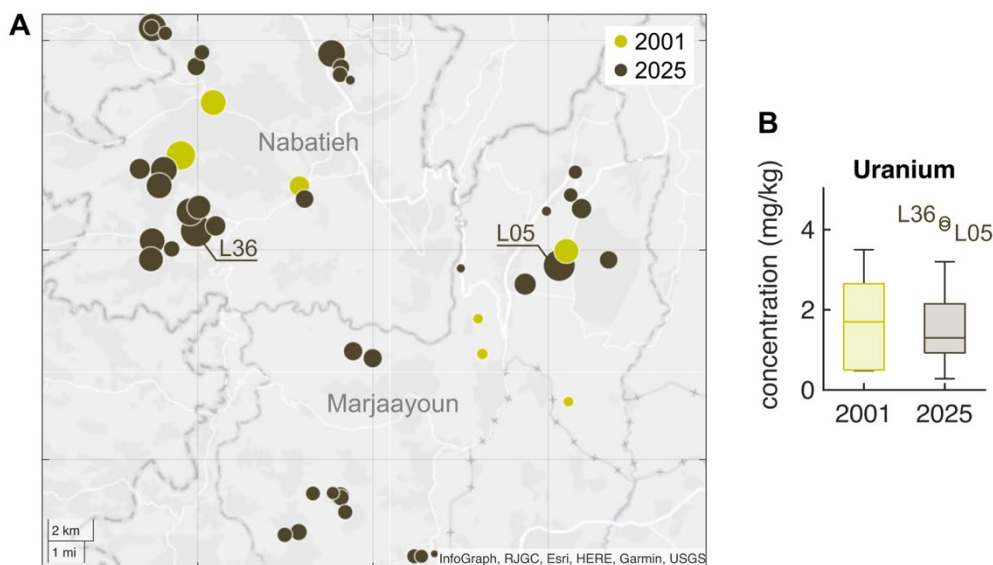 A
2001
2025
Nabatieh
L36
L05
Marjaayoun
2 km
1 mi
InfoGraph, RJGC, Esri, HERE, Garmin, USGS
B
Uranium
concentration (mg/kg)
4
2
0
L36
L05
2001
2025